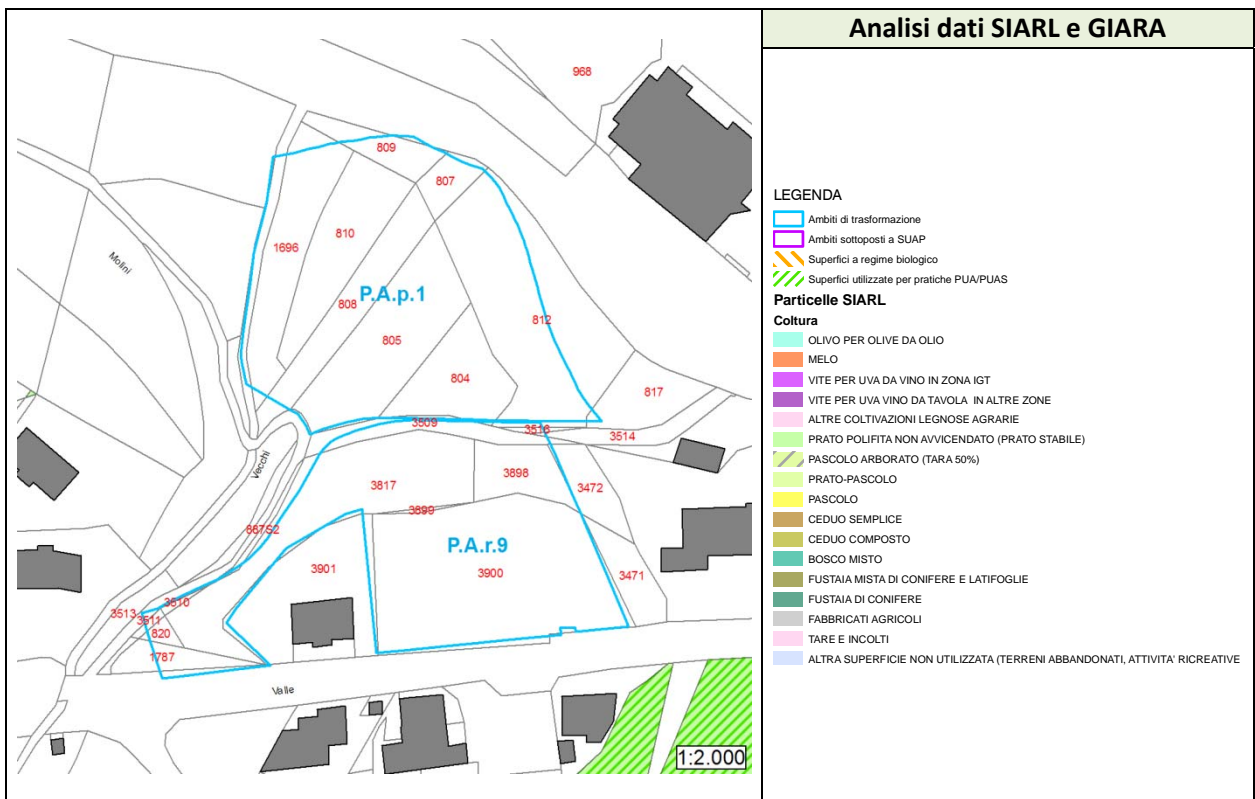 Analisi dati SIARL e GIARA
968
809
807
1696
810
Molini
P.A.p.1
808
812
805
804
817
3509
3516
3514
Vecchi
3817
3898
3472
3899
887S2
P.A.r.9
3901
3900
3471
3513
3510
3511
820
1787
Valle
1:2.000
LEGENDA
Ambiti di trasformazione
Ambiti sottoposti a SUAP
Superfici a regime biologico
Superfici utilizzate per pratiche PUA/PUAS
Particelle SIARL
Coltura
OLIVO PER OLIVE DA OLIO
MELO
VITE PER UVA DA VINO IN ZONA IGT
VITE PER UVA VINO DA TAVOLA IN ALTRE ZONE
ALTRE COLTIVAZIONI LEGNOSE AGRARIE
PRATO POLIFITA NON AVVICENDATO (PRATO STABILE)
PASCOLO ARBORATO (TARA 50%)
PRATO-PASCOLO
PASCOLO
CEDUO SEMPLICE
CEDUO COMPOSTO
BOSCO MISTO
FUSTAIA MISTA DI CONIFERE E LATIFOGLIE
FUSTAIA DI CONIFERE
FABBRICATI AGRICOLI
TARE E INCOLTI
ALTRA SUPERFICIE NON UTILIZZATA (TERRENI ABBANDONATI, ATTIVITA' RICREATIVE